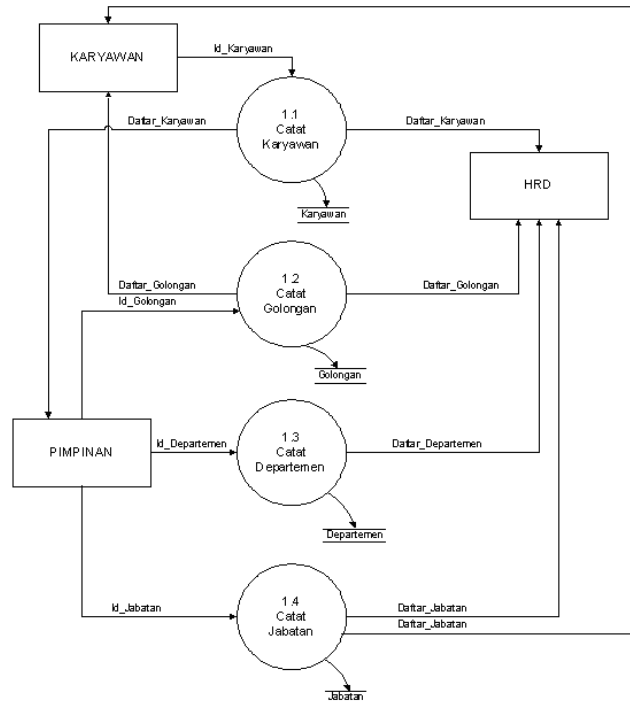 KARYAWAN
Id_Karyawan
1.1
Catat
Karyawan
Daftar_Karyawan
Daftar_Karyawan
HRD
Karyawan
1.2
Catat
Golongan
Daftar_Golongan
Id_Golongan
Daftar_Golongan
Golongan
PIMPINAN
Id_Departemen
1.3
Catat
Departemen
Daftar_Departemen
Departemen
1.4
Catat
Jabatan
Id_Jabatan
Daftar_Jabatan
Daftar_Jabatan
Jabatan